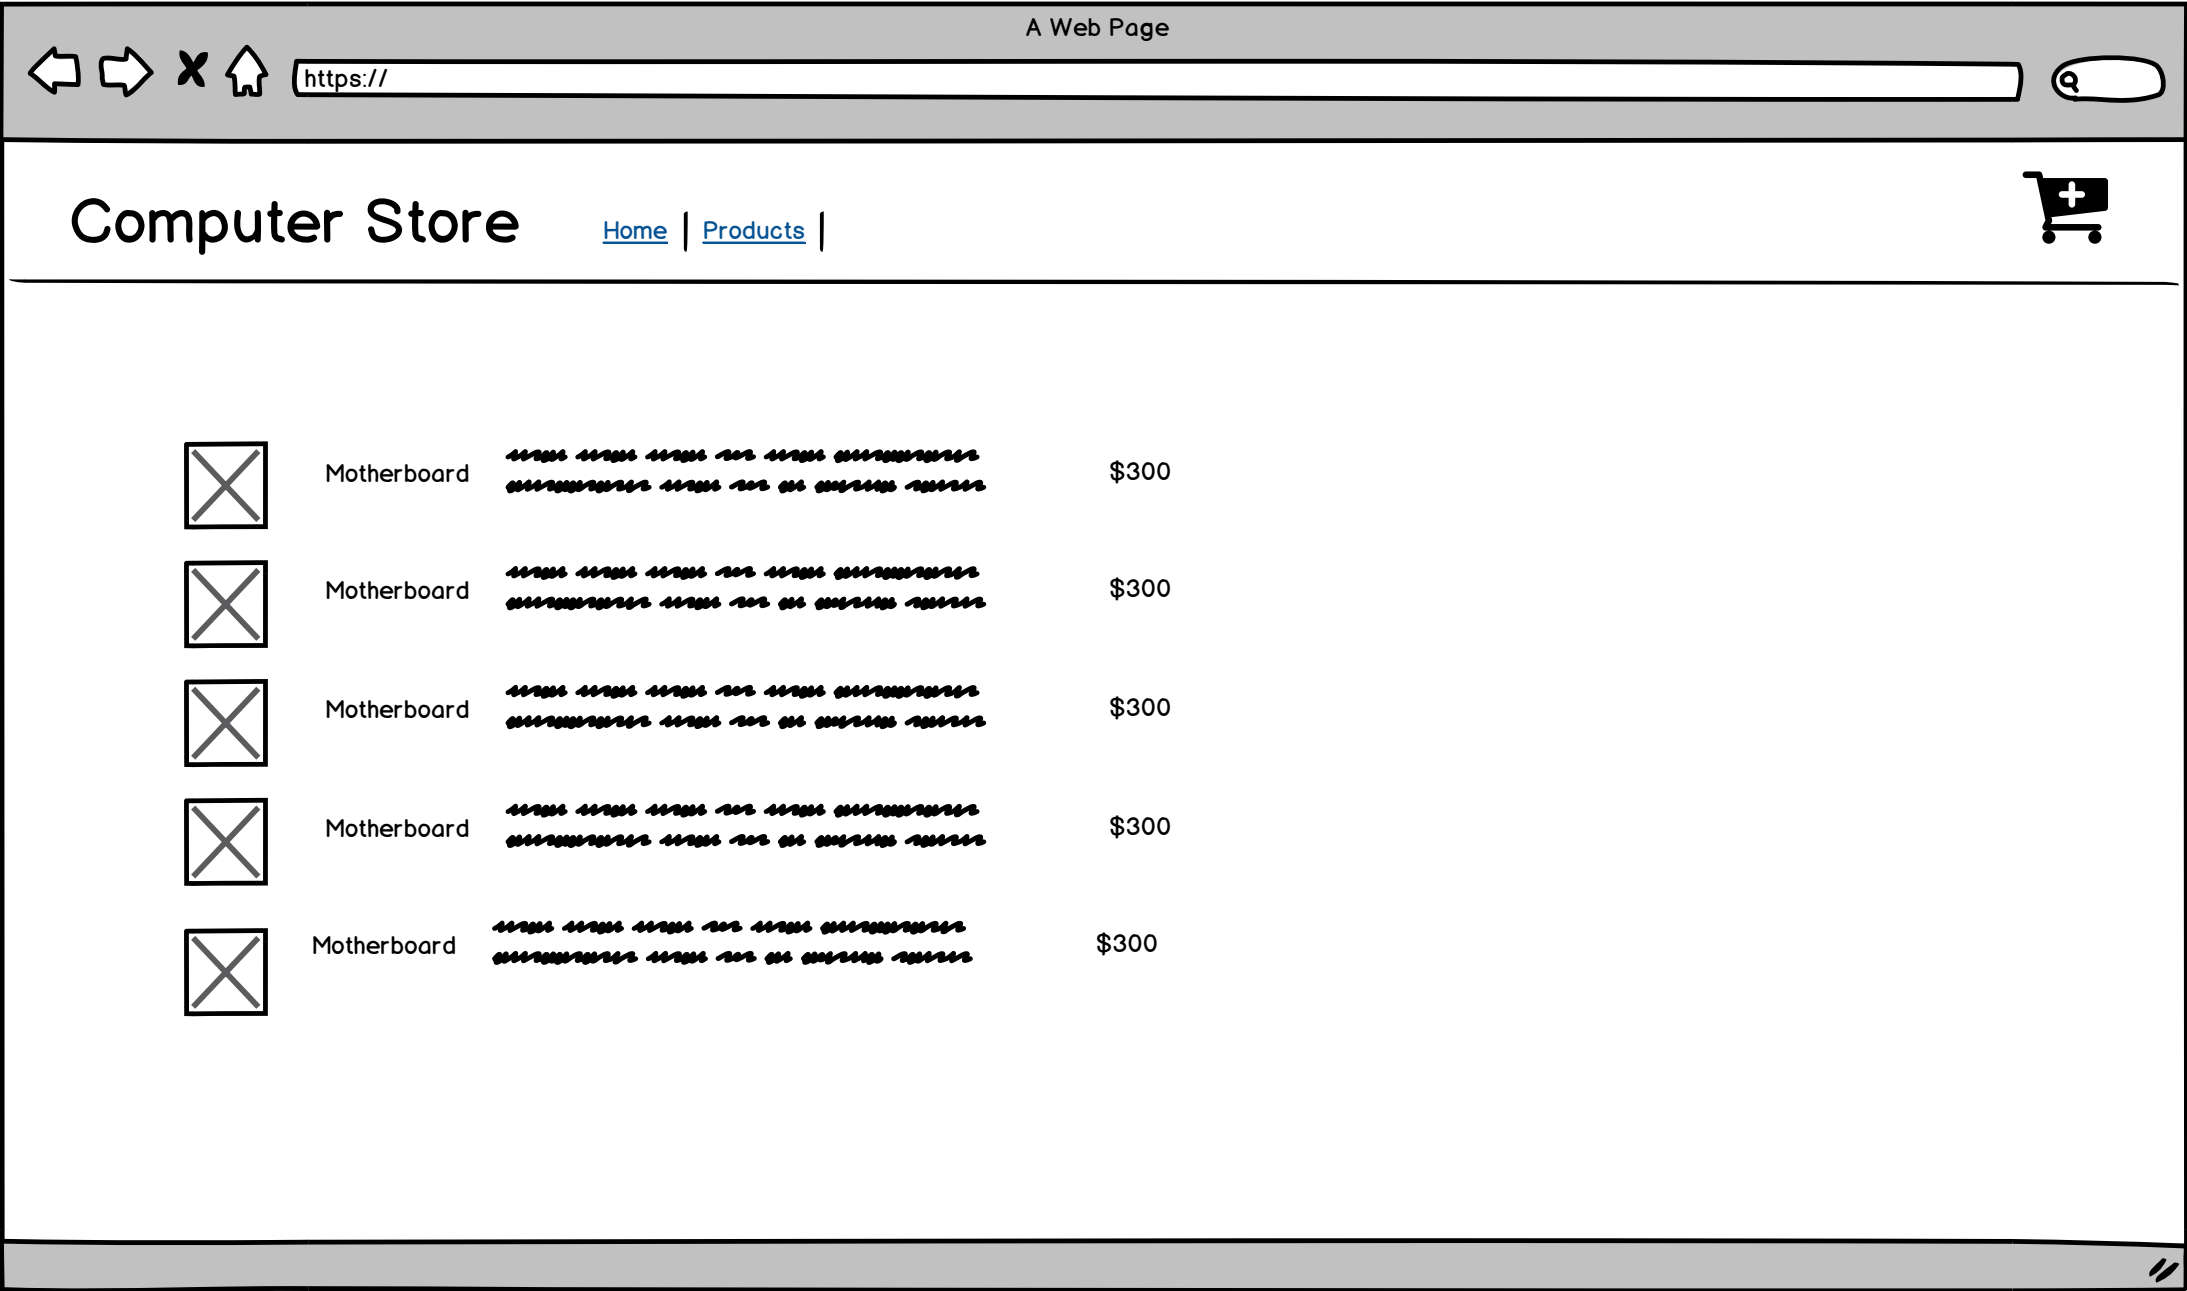 A Web Page
https://
Computer Store
Home
Products
Motherboard
$300
Motherboard
$300
Motherboard
$300
Motherboard
$300
Motherboard
$300